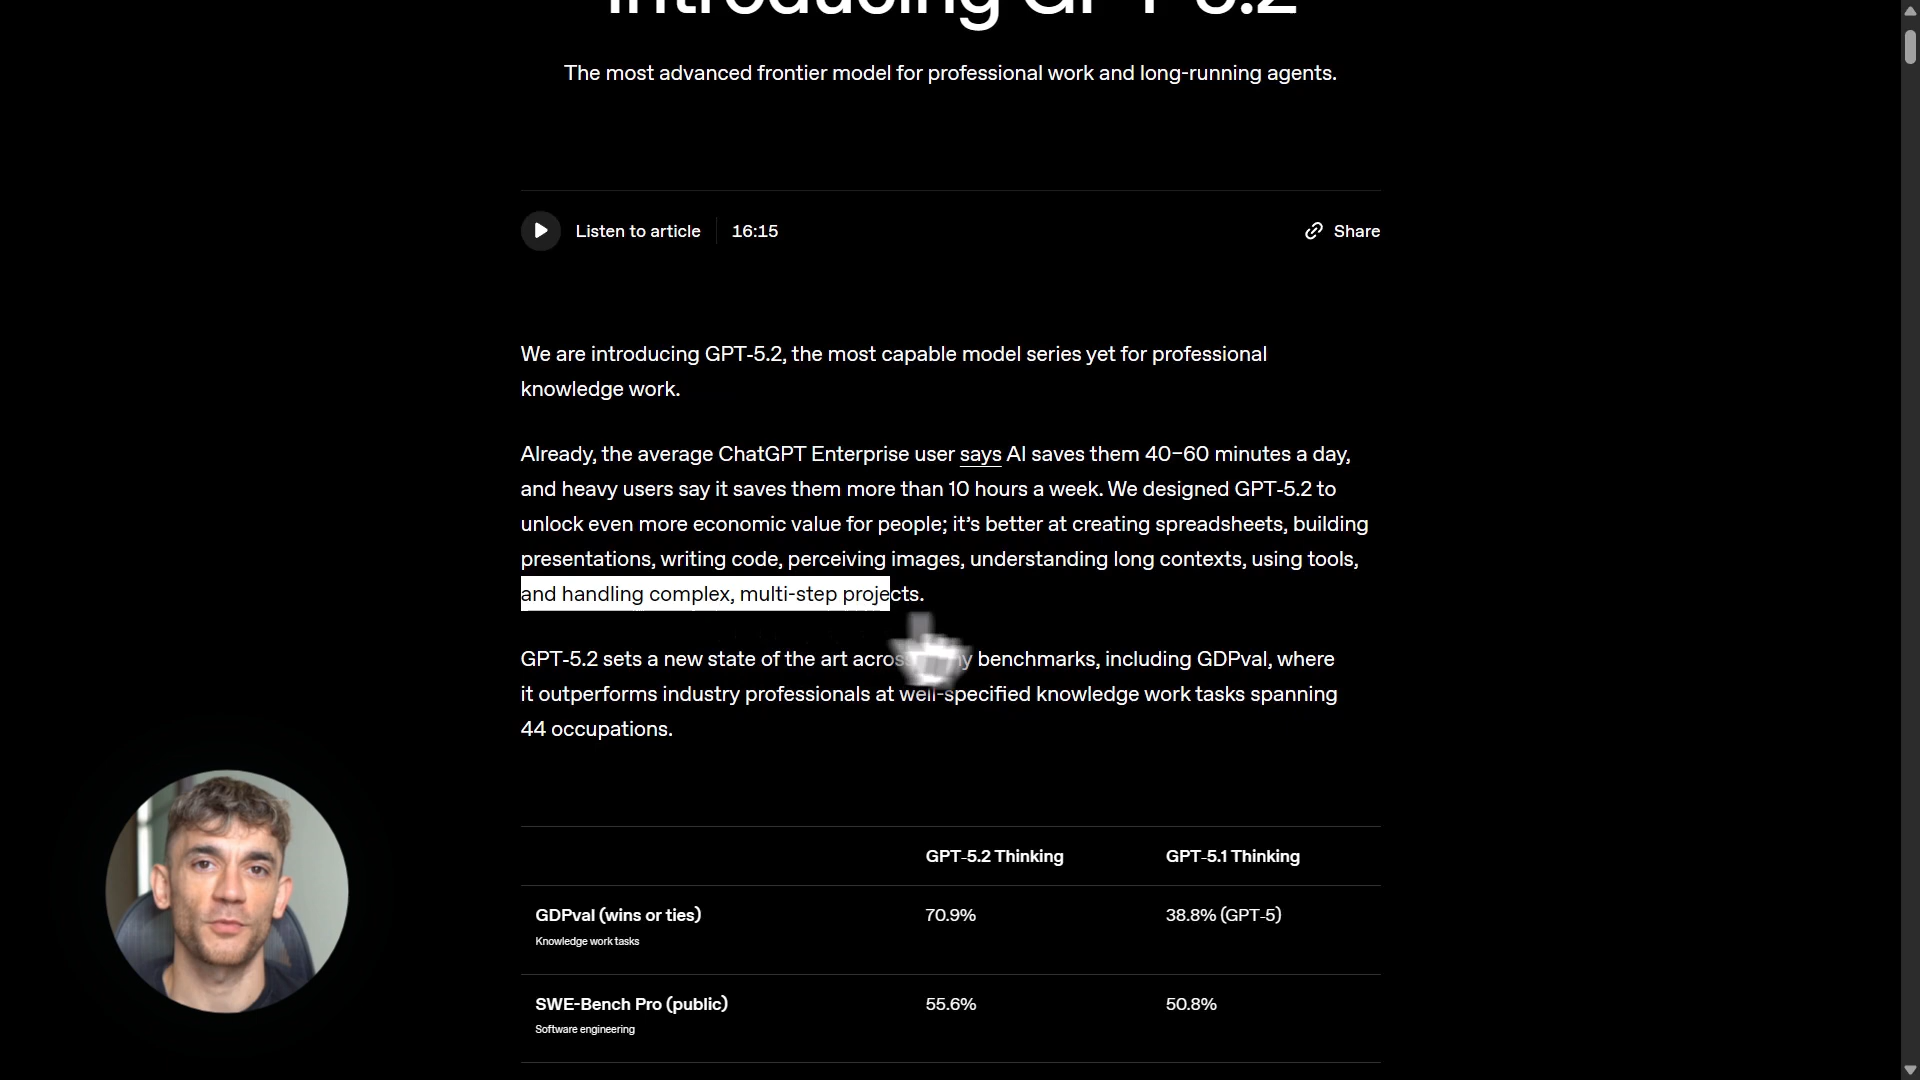 Introducing GPT-5.2
The most advanced frontier model for professional work and long-running agents.
Listen to article
16:15
Share
We are introducing GPT-5.2, the most capable model series yet for professional
knowledge work.
Already, the average ChatGPT Enterprise user says AI saves them 40–60 minutes a day,
and heavy users say it saves them more than 10 hours a week. We designed GPT-5.2 to
unlock even more economic value for people; it’s better at creating spreadsheets, building
presentations, writing code, perceiving images, understanding long contexts, using tools,
and handling complex, multi-step projects.
GPT-5.2 sets a new state of the art across benchmarks, including GDPval, where
it outperforms industry professionals at well-specified knowledge work tasks spanning
44 occupations.
GPT-5.2 Thinking GPT-5.1 Thinking
GDPval (wins or ties) 70.9% 38.8% (GPT-5)
Knowledge work tasks
SWE-Bench Pro (public) 55.6% 50.8%
Software engineering